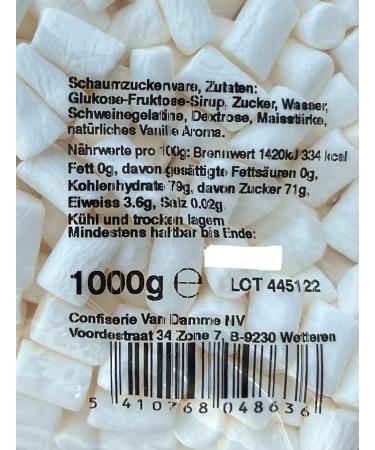 Schaumzuckerware, Zutaten:
Glukose-Fruktose-Sirup, Zucker, Wasser,
Schweinegelatine, Dextrose, Maisstärke,
natürliches Vanille Aroma.
Nährwerte pro 100g: Brennwert 1420kJ 334 kcal
Fett 0g, davon gesättigte Fettsäuren 0g,
Kohlenhydrate 79g, davon Zucker 71g,
Eiweiss 3.6g, Salz 0.02g.
Kühl und trocken lagern
Mindestens haltbar bis Ende:
1000g ℮ LOT 445122
Confiserie Van Damme NV
Voordestraat 34 Zone 7, B-9230 Wetteren
5 410768 048636